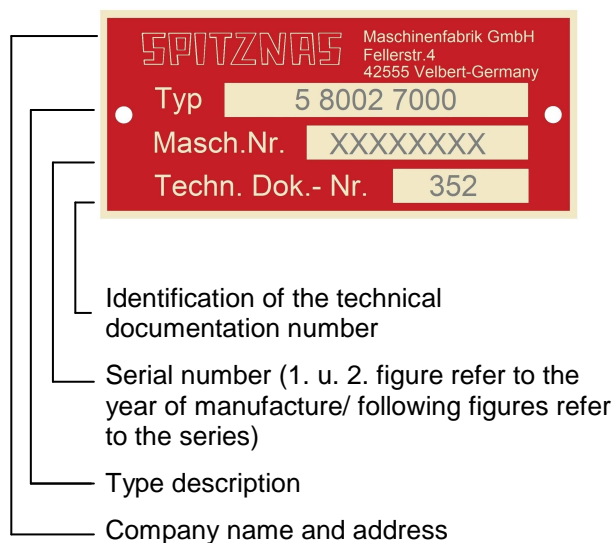 SPITZNAS
Maschinenfabrik GmbH
Fellerstr.4
42555 Velbert-Germany
Typ 5 8002 7000
Masch.Nr. XXXXXXXX
Techn. Dok.- Nr. 352
Identification of the technical
documentation number
Serial number (1. u. 2. figure refer to the
year of manufacture/ following figures refer
to the series)
Type description
Company name and address